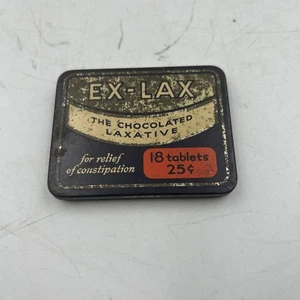 EX-LAX
THE CHOCOLATED
LAXATIVE
for relief
of constipation
18 tablets
25¢